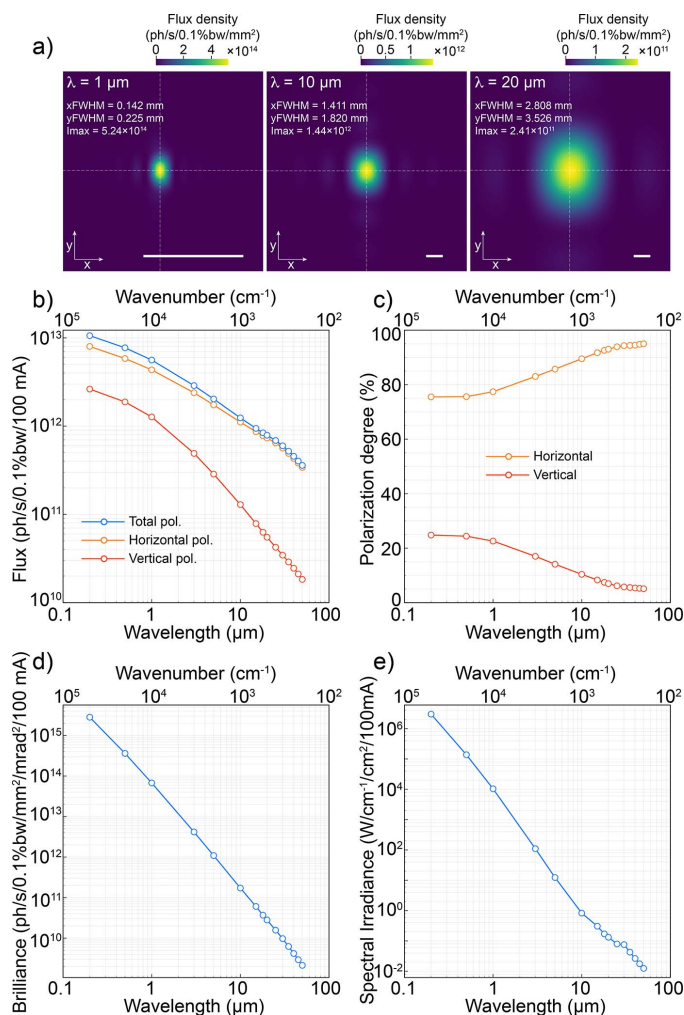 a)
Flux density
(ph/s/0.1%bw/mm²)
0 2 4 ×10¹⁴
Flux density
(ph/s/0.1%bw/mm²)
0 0.5 1 ×10¹²
Flux density
(ph/s/0.1%bw/mm²)
0 1 2 ×10¹¹
λ = 1 μm
xFWHM = 0.142 mm
yFWHM = 0.225 mm
Imax = 5.24×10¹⁴
y
x
λ = 10 μm
xFWHM = 1.411 mm
yFWHM = 1.820 mm
Imax = 1.44×10¹²
y
x
λ = 20 μm
xFWHM = 2.808 mm
yFWHM = 3.526 mm
Imax = 2.41×10¹¹
y
x
b)
Wavenumber (cm⁻¹)
10⁵ 10⁴ 10³ 10²
Flux (ph/s/0.1%bw/100 mA)
10¹³
10¹²
10¹¹
10¹⁰
Total pol.
Horizontal pol.
Vertical pol.
0.1 1 10 100
Wavelength (μm)
c)
Wavenumber (cm⁻¹)
10⁵ 10⁴ 10³ 10²
Polarization degree (%)
100
80
60
40
20
0
Horizontal
Vertical
0.1 1 10 100
Wavelength (μm)
d)
Wavenumber (cm⁻¹)
10⁵ 10⁴ 10³ 10²
Brilliance (ph/s/0.1%bw/mm²/mrad²/100 mA)
10¹⁵
10¹⁴
10¹³
10¹²
10¹¹
10¹⁰
0.1 1 10 100
Wavelength (μm)
e)
Wavenumber (cm⁻¹)
10⁵ 10⁴ 10³ 10²
Spectral Irradiance (W/cm⁻¹/cm²/100mA)
10⁶
10⁴
10²
10⁰
10⁻²
0.1 1 10 100
Wavelength (μm)